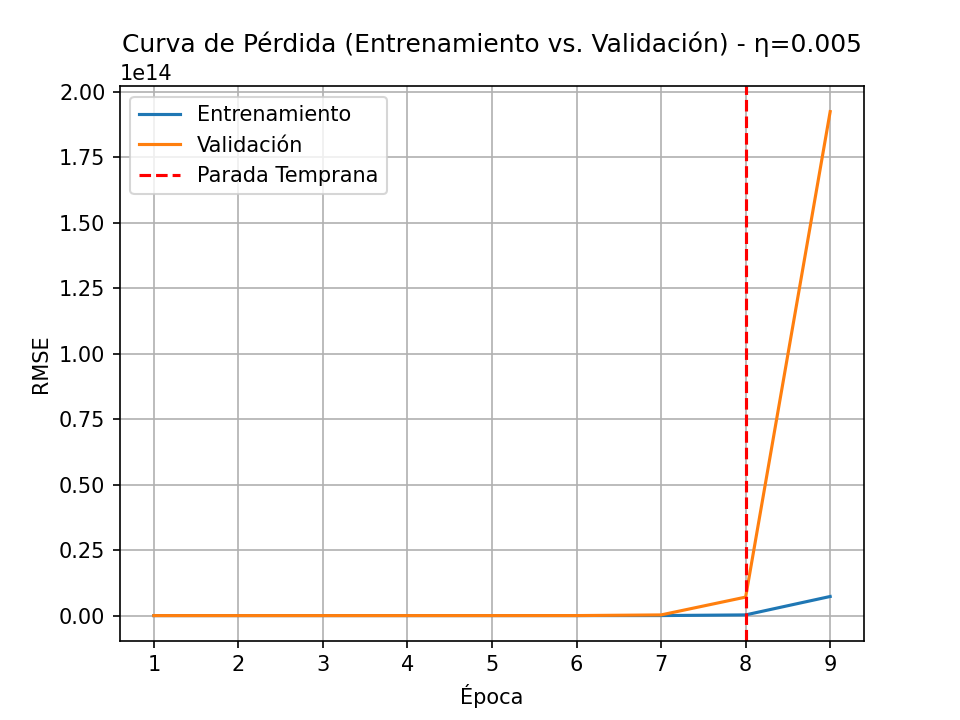 Curva de Pérdida (Entrenamiento vs. Validación) - η=0.005
1e14
2.00
1.75
1.50
1.25
1.00
0.75
0.50
0.25
0.00
RMSE
Entrenamiento
Validación
Parada Temprana
1 2 3 4 5 6 7 8 9
Época